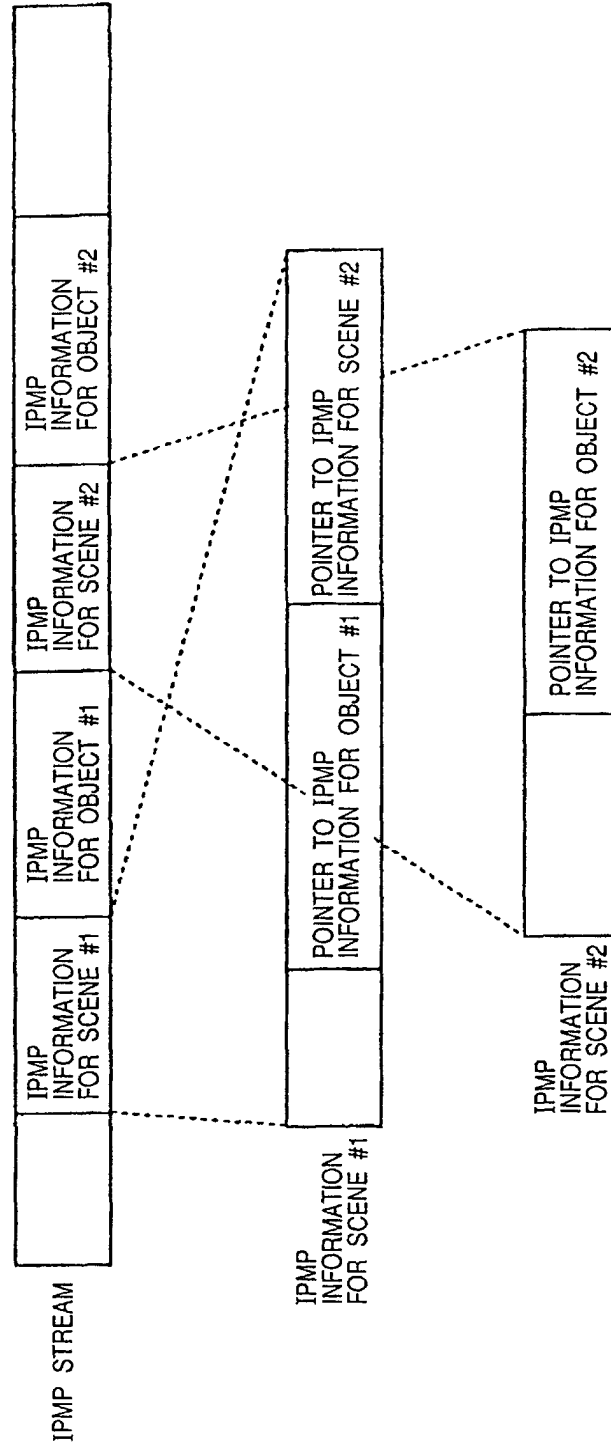 IPMP STREAM
IPMP
INFORMATION
FOR SCENE #1
IPMP
INFORMATION
FOR OBJECT #1
IPMP
INFORMATION
FOR SCENE #2
IPMP
INFORMATION
FOR OBJECT #2
IPMP
INFORMATION
FOR SCENE #1
POINTER TO IPMP
INFORMATION FOR OBJECT #1
POINTER TO IPMP
INFORMATION FOR SCENE #2
IPMP
INFORMATION
FOR SCENE #2
POINTER TO IPMP
INFORMATION FOR OBJECT #2